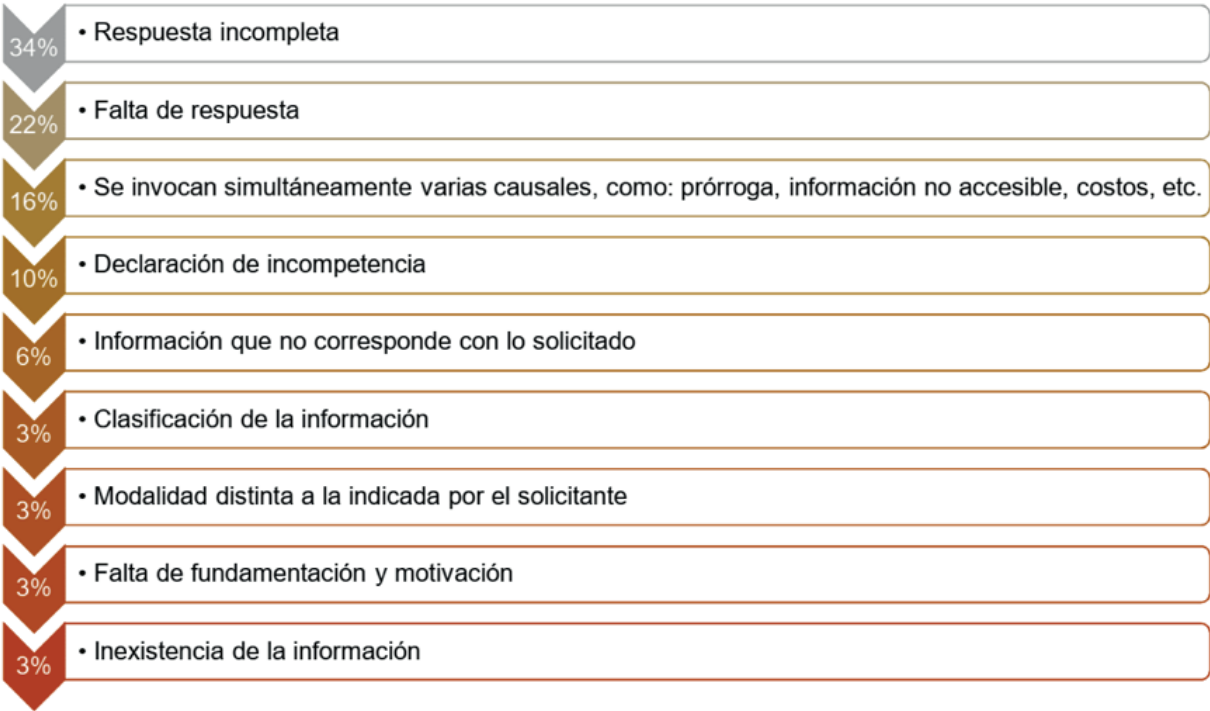 34%
• Respuesta incompleta
22%
• Falta de respuesta
16%
• Se invocan simultáneamente varias causales, como: prórroga, información no accesible, costos, etc.
10%
• Declaración de incompetencia
6%
• Información que no corresponde con lo solicitado
3%
• Clasificación de la información
3%
• Modalidad distinta a la indicada por el solicitante
3%
• Falta de fundamentación y motivación
3%
• Inexistencia de la información